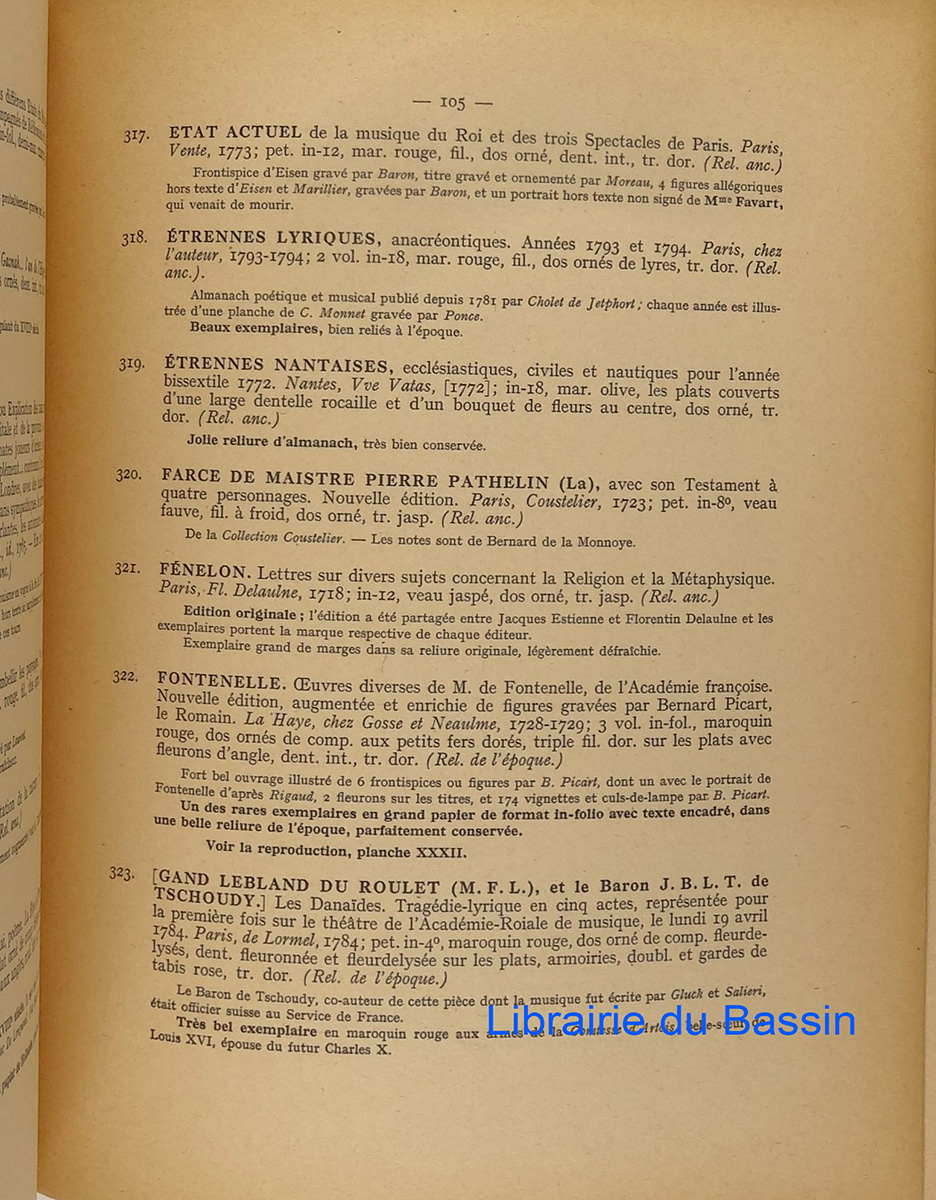 — 105 —
317. ETAT ACTUEL de la musique du Roi et des trois Spectacles de Paris. Paris,
Vente, 1773; pet. in-12, mar. rouge, fil., dos orné, dent. int., tr. dor. (Rel. anc.)
Frontispice d'Eisen gravé par Baron, titre gravé et ornementé par Moreau, 4 figures allégoriques
hors texte d'Eisen et Marillier, gravées par Baron, et un portrait hors texte non signé de Mme Favart,
qui venait de mourir.
318. ÉTRENNES LYRIQUES, anacréontiques. Années 1793 et 1794. Paris, chez
l'auteur, 1793-1794; 2 vol. in-18, mar. rouge, fil., dos ornés de lyres, tr. dor. (Rel.
anc.).
Almanach poétique et musical publié depuis 1781 par Cholet de Jetphort; chaque année est illus-
trée d'une planche de C. Monnet gravée par Ponce.
Beaux exemplaires, bien reliés à l'époque.
319. ÉTRENNES NANTAISES, ecclésiastiques, civiles et nautiques pour l'année
bissextile 1772. Nantes, Vve Vatas, [1772]; in-18, mar. olive, les plats couverts
d'une large dentelle rocaille et d'un bouquet de fleurs au centre, dos orné, tr.
dor. (Rel. anc.)
Jolie reliure d'almanach, très bien conservée.
320. FARCE DE MAISTRE PIERRE PATHELIN (La), avec son Testament à
quatre personnages. Nouvelle édition. Paris, Coustelier, 1723; pet. in-8º, veau
fauve, fil. à froid, dos orné, tr. jasp. (Rel. anc.)
De la Collection Coustelier. — Les notes sont de Bernard de la Monnoye.
321. FÉNELON. Lettres sur divers sujets concernant la Religion et la Métaphysique.
Paris, Fl. Delaulne, 1718; in-12, veau jaspé, dos orné, tr. jasp. (Rel. anc.)
Edition originale; l'édition a été partagée entre Jacques Estienne et Florentin Delaulne et les
exemplaires portent la marque respective de chaque éditeur.
Exemplaire grand de marges dans sa reliure originale, légèrement défraîchie.
322. FONTENELLE. Œuvres diverses de M. de Fontenelle, de l'Académie françoise.
Nouvelle édition, augmentée et enrichie de figures gravées par Bernard Picart,
le Romain. La Haye, chez Gosse et Neaulme, 1728-1729; 3 vol. in-fol., maroquin
rouge, dos ornés de comp. aux petits fers dorés, triple fil. dor. sur les plats avec
fleurons d'angle, dent. int., tr. dor. (Rel. de l'époque.)
Fort bel ouvrage illustré de 6 frontispices ou figures par B. Picart, dont un avec le portrait de
Fontenelle d'après Rigaud, 2 fleurons sur les titres, et 174 vignettes et culs-de-lampe par B. Picart.
Un des rares exemplaires en grand papier de format in-folio avec texte encadré, dans
une belle reliure de l'époque, parfaitement conservée.
Voir la reproduction, planche XXXII.
323. [GAND LEBLAND DU ROULET (M. F. L.), et le Baron J. B. L. T. de
TSCHOUDY.] Les Danaïdes. Tragédie-lyrique en cinq actes, représentée pour
la première fois sur le théâtre de l'Académie-Roiale de musique, le lundi 19 avril
1784. Paris, de Lormel, 1784; pet. in-4º, maroquin rouge, dos orné de comp. fleurde-
lysés, dent. fleuronnée et fleurdelysée sur les plats, armoiries, doubl. et gardes de
tabis rose, tr. dor. (Rel. de l'époque.)
Le Baron de Tschoudy, co-auteur de cette pièce dont la musique fut écrite par Gluck et Salieri,
était officier suisse au Service de France.
Très bel exemplaire en maroquin rouge aux armes de la Comtesse d'Artois, belle-sœur de
Louis XVI, épouse du futur Charles X.
Librairie du Bassin